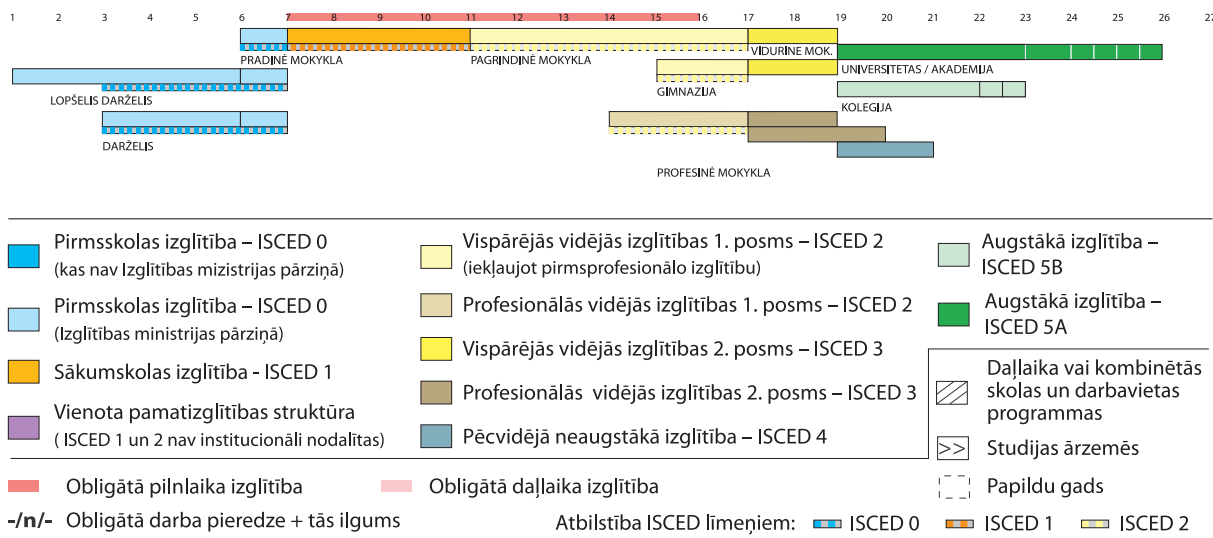 1 2 3 4 5 6 7 8 9 10 11 12 13 14 15 16 17 18 19 20 21 22 23 24 25 26 27
PRADINĖ MOKYKLA
PAGRINDINĖ MOKYKLA
VIDURINĖ MOK.
UNIVERSITETAS / AKADEMIJA
LOPŠELIS DARŽELIS
GIMNAZIJA
KOLEGIJA
DARŽELIS
PROFESINĖ MOKYKLA
Pirmsskolas izglītība – ISCED 0
(kas nav Izglītības mizistrijas pārziņā)
Pirmsskolas izglītība – ISCED 0
(Izglītības ministrijas pārziņā)
Sākumskolas izglītība - ISCED 1
Vienota pamatizglītības struktūra
( ISCED 1 un 2 nav institucionāli nodalītas)
Vispārējās vidējās izglītības 1. posms – ISCED 2
(iekļaujot pirmsprofesionālo izglītību)
Profesionālās vidējās izglītības 1. posms – ISCED 2
Vispārējās vidējās izglītības 2. posms – ISCED 3
Profesionālās vidējās izglītības 2. posms – ISCED 3
Pēcvidējā neaugstākā izglītība – ISCED 4
Augstākā izglītība –
ISCED 5B
Augstākā izglītība –
ISCED 5A
Daļlaika vai kombinētās
skolas un darbavietas
programmas
>> Studijas ārzemēs
Papildu gads
Obligātā pilnlaika izglītība
Obligātā daļlaika izglītība
-/n/- Obligātā darba pieredze + tās ilgums
Atbilstība ISCED līmeņiem: ISCED 0 ISCED 1 ISCED 2